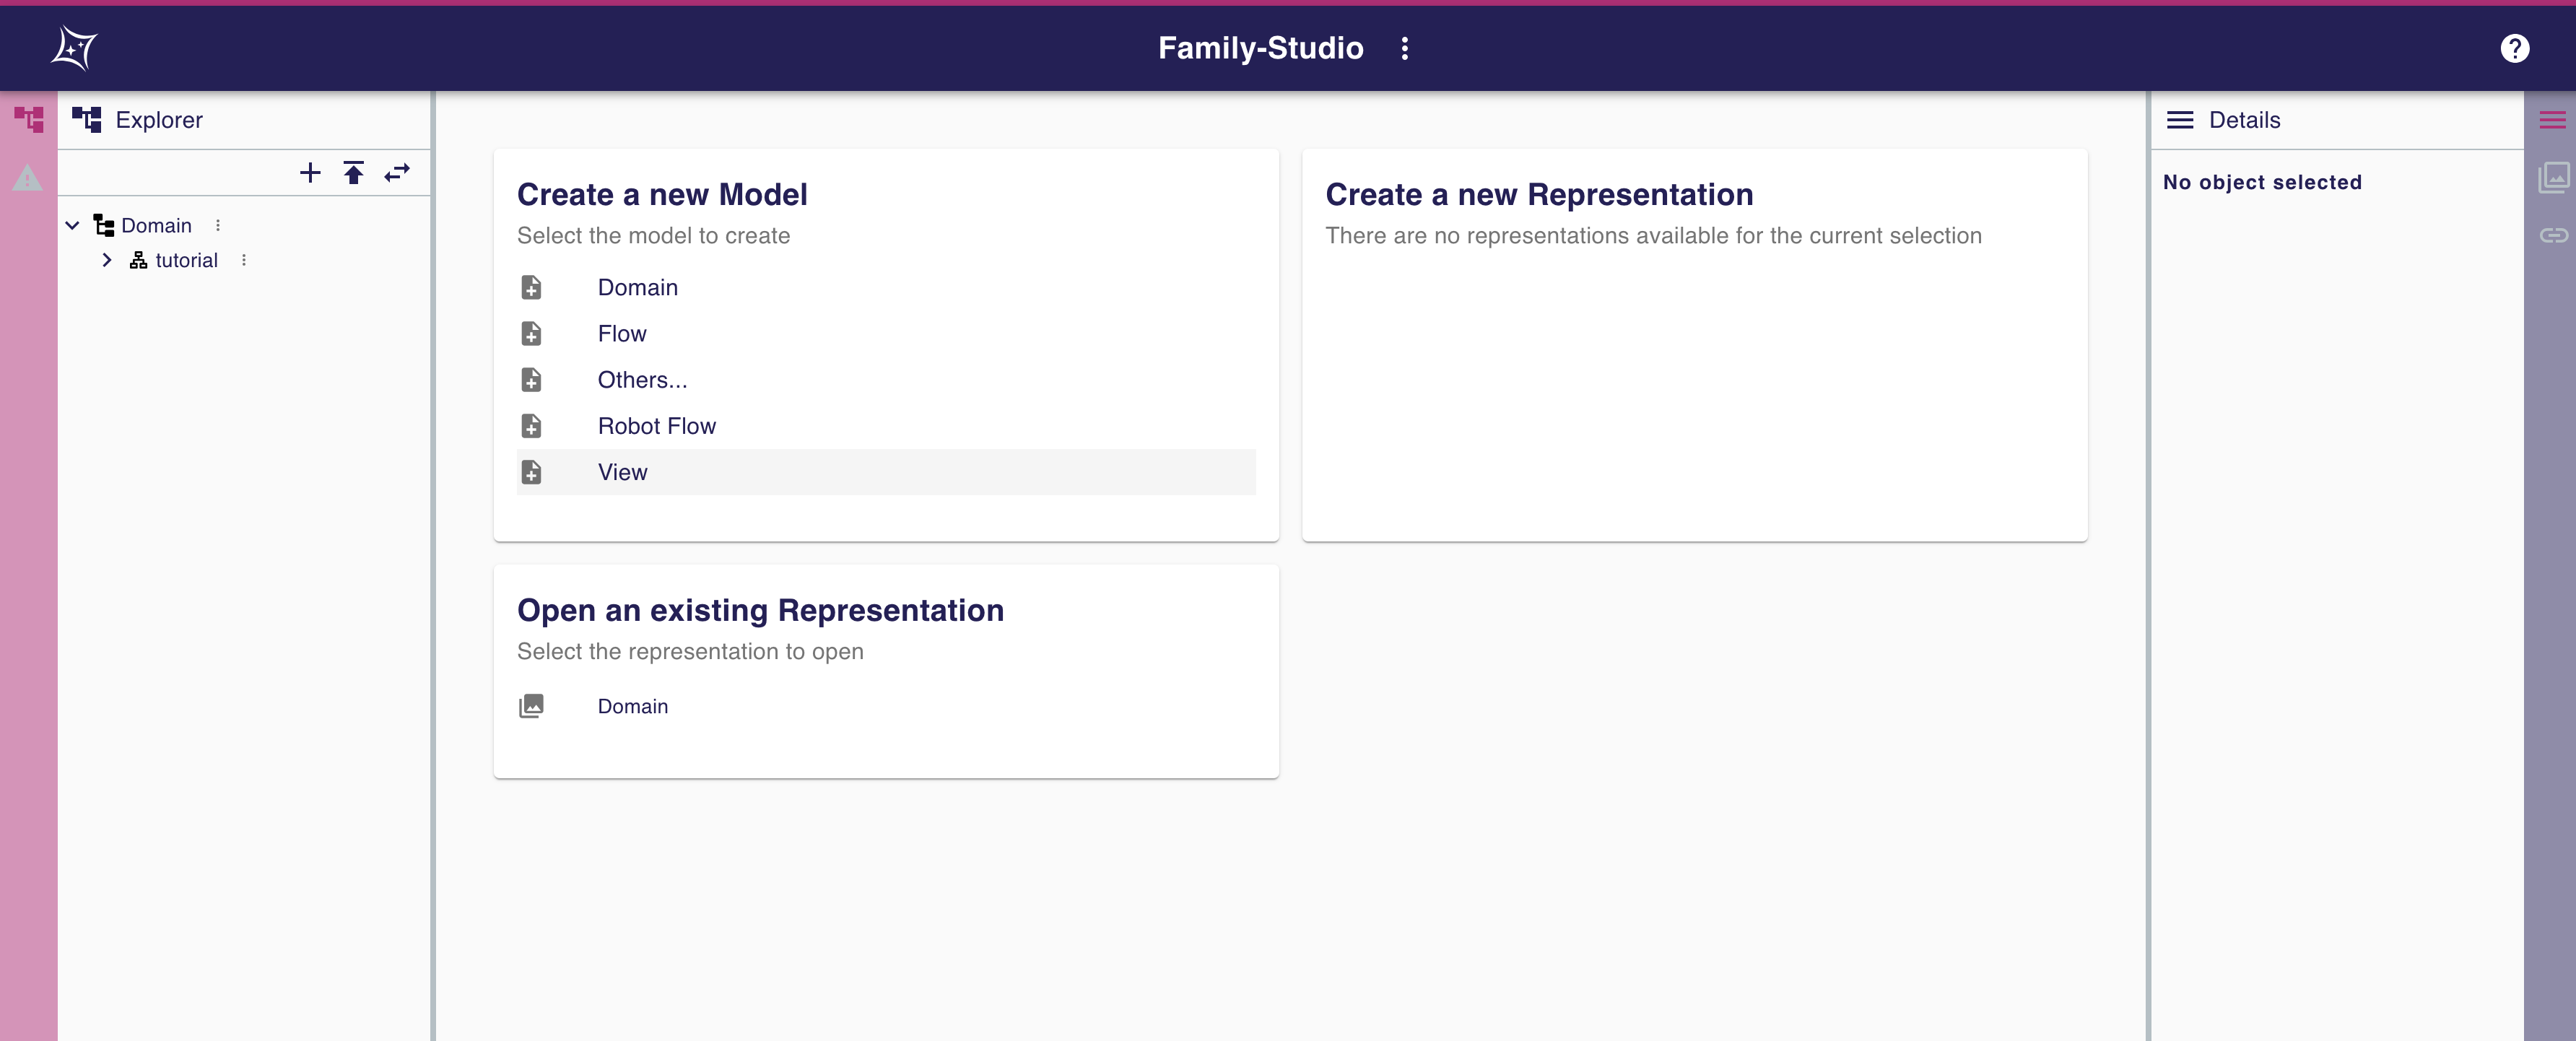 Family-Studio
Explorer
Domain
tutorial
Create a new Model
Select the model to create
Domain
Flow
Others...
Robot Flow
View
Create a new Representation
There are no representations available for the current selection
Open an existing Representation
Select the representation to open
Domain
Details
No object selected